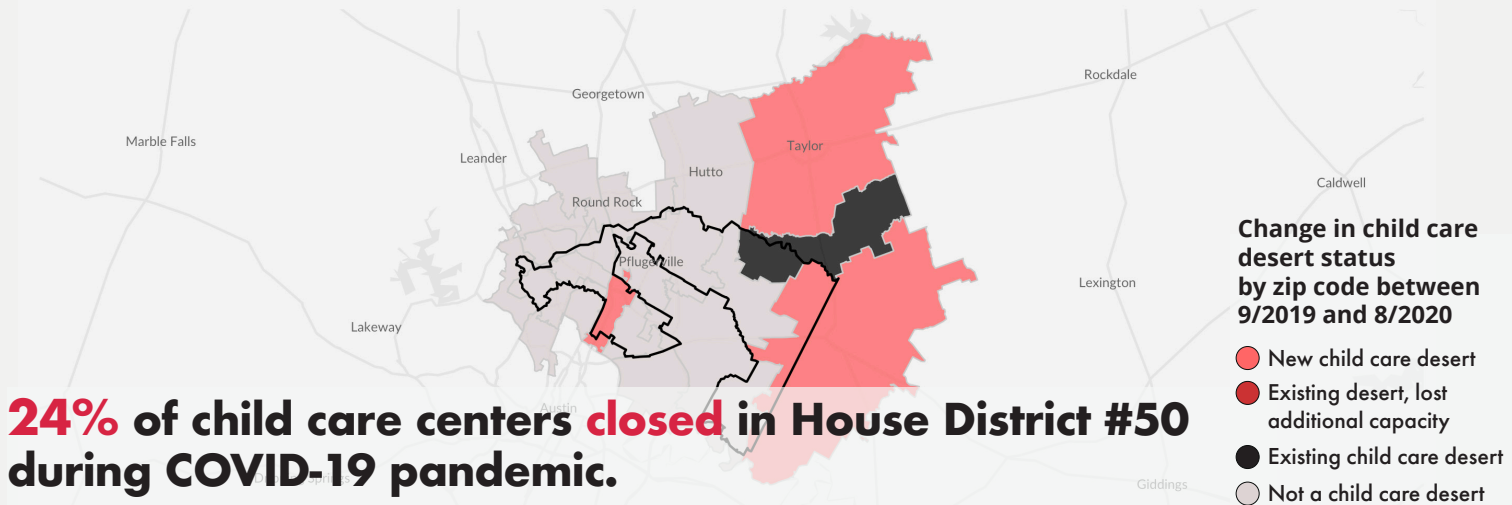 Rockdale
Georgetown
Marble Falls
Taylor
Leander
Hutto
Caldwell
Round Rock
Pflugerville
Lexington
Lakeway
Austin
Giddings
24% of child care centers closed in House District #50
during COVID-19 pandemic.
Change in child care
desert status
by zip code between
9/2019 and 8/2020
New child care desert
Existing desert, lost
additional capacity
Existing child care desert
Not a child care desert